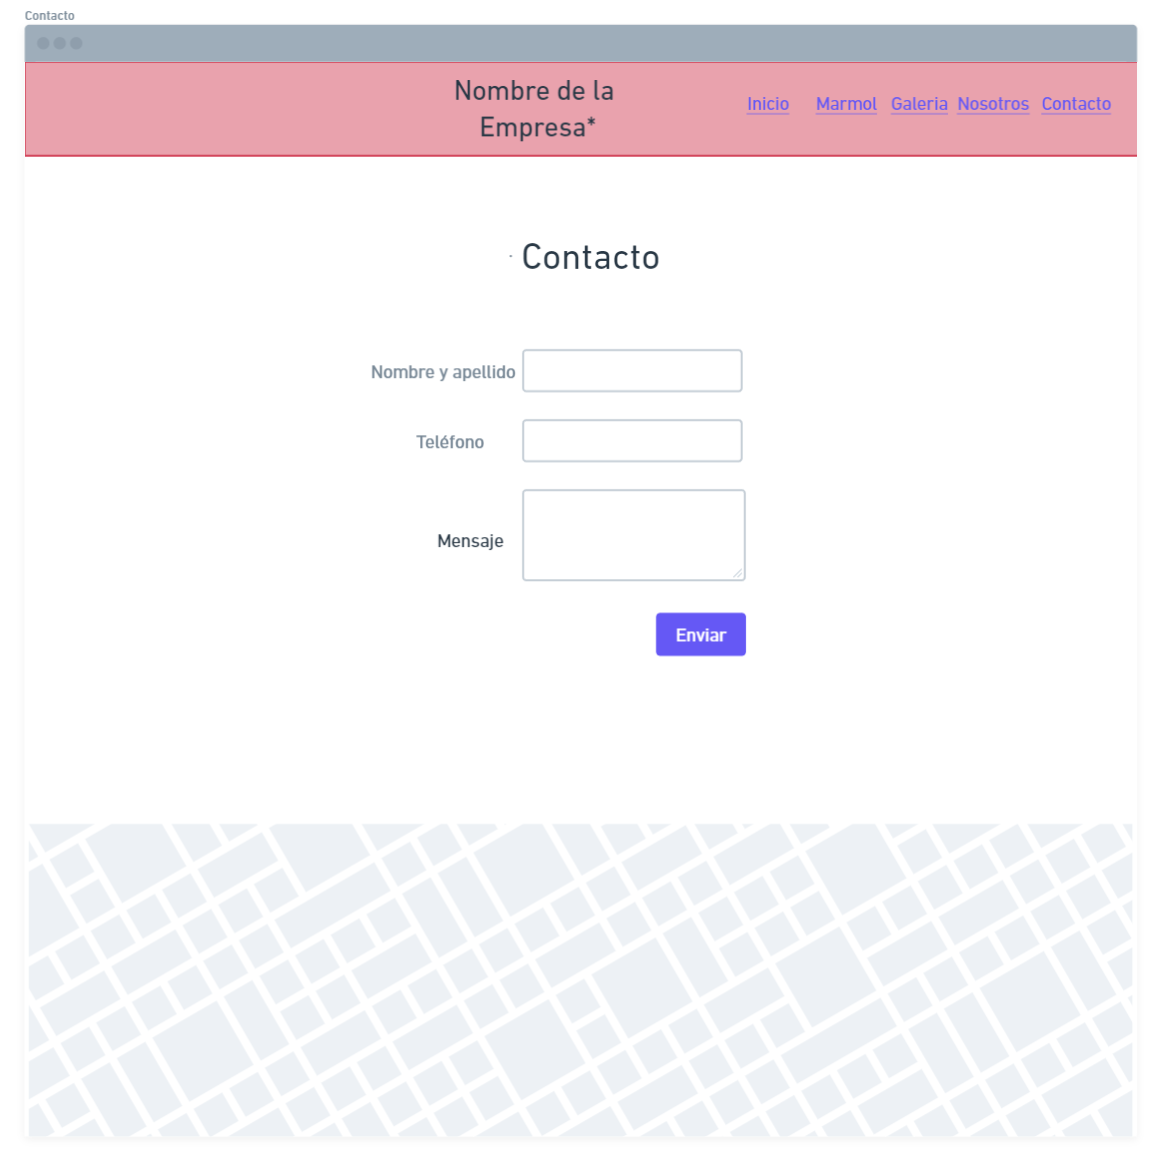 Contacto
Nombre de la
Empresa*
Inicio Marmol Galeria Nosotros Contacto
Contacto
Nombre y apellido
Teléfono
Mensaje
Enviar